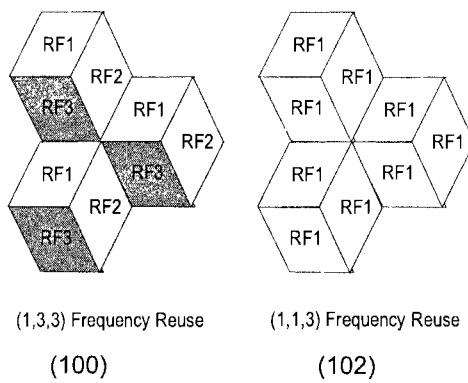 RF1
RF2
RF3
RF1
RF2
RF1
RF3
RF2
RF3
(1,3,3) Frequency Reuse
(100)
RF1
RF1
RF1
RF1
RF1
RF1
RF1
RF1
RF1
(1,1,3) Frequency Reuse
(102)